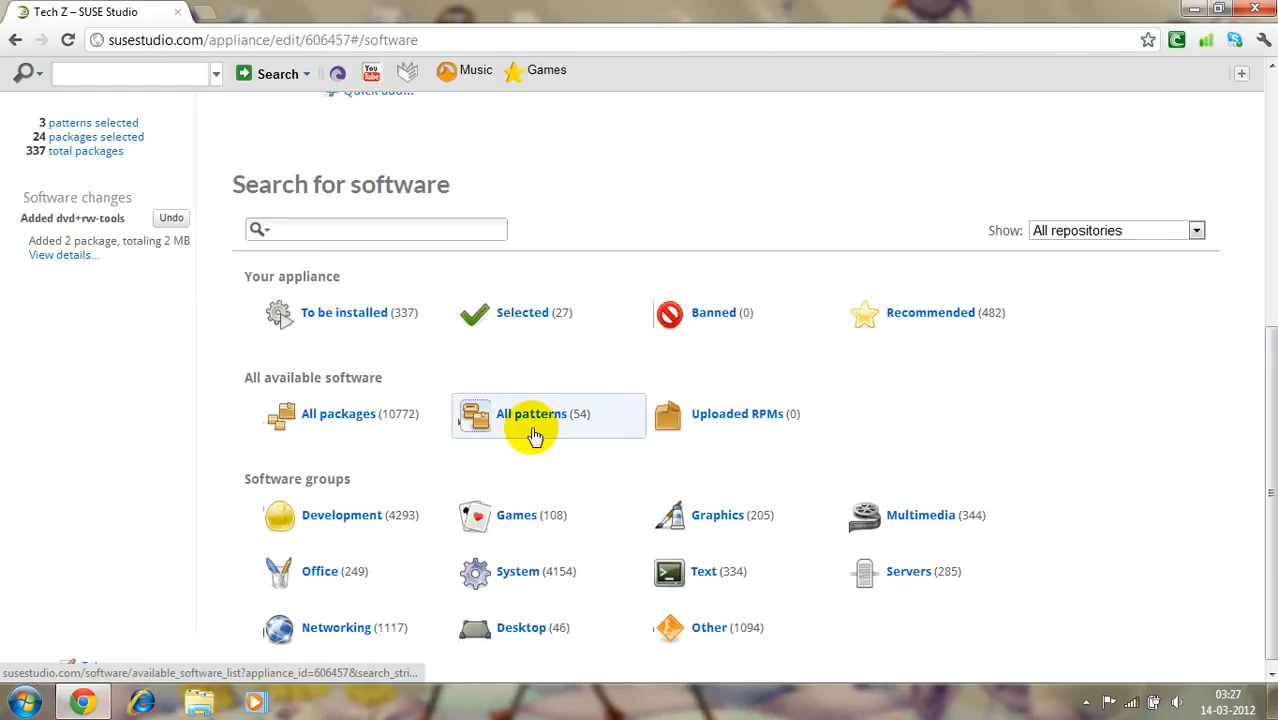 Tech Z – SUSE Studio
susestudio.com/appliance/edit/606457#/software
Search
You
Tube
Music
Games
Quick add...
3 patterns selected
24 packages selected
337 total packages
Search for software
Software changes
Added dvd+rw-tools
Undo
Show: All repositories
Added 2 package, totaling 2 MB
View details...
Your appliance
To be installed (337)
Selected (27)
Banned (0)
Recommended (482)
All available software
All packages (10772)
All patterns (54)
Uploaded RPMs (0)
Software groups
Development (4293)
Games (108)
Graphics (205)
Multimedia (344)
Office (249)
System (4154)
Text (334)
Servers (285)
Networking (1117)
Desktop (46)
Other (1094)
susestudio.com/software/available_software_list?appliance_id=606457&search_stri...
03:27
14-03-2012